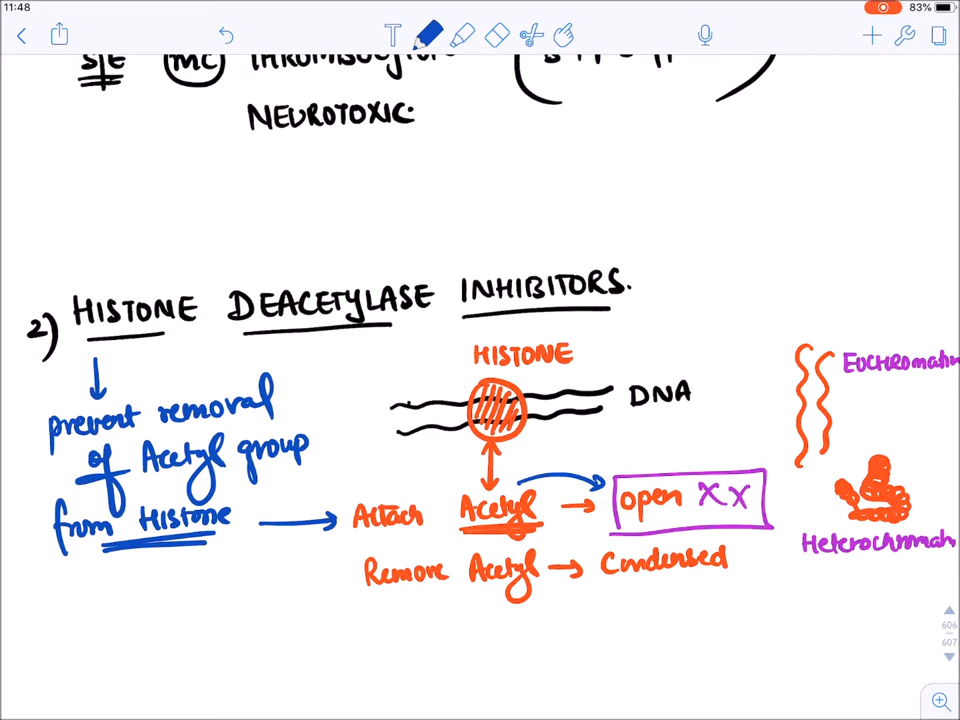 11:48
83%
T
S/E MC
NEUROTOXIC
2) HISTONE DEACETYLASE INHIBITORS.
HISTONE
DNA
EUCHROMATIN
prevent removal
of Acetyl group
from Histone
Attach Acetyl → open XX
Remove Acetyl → Condensed
Heterochromati
606
607